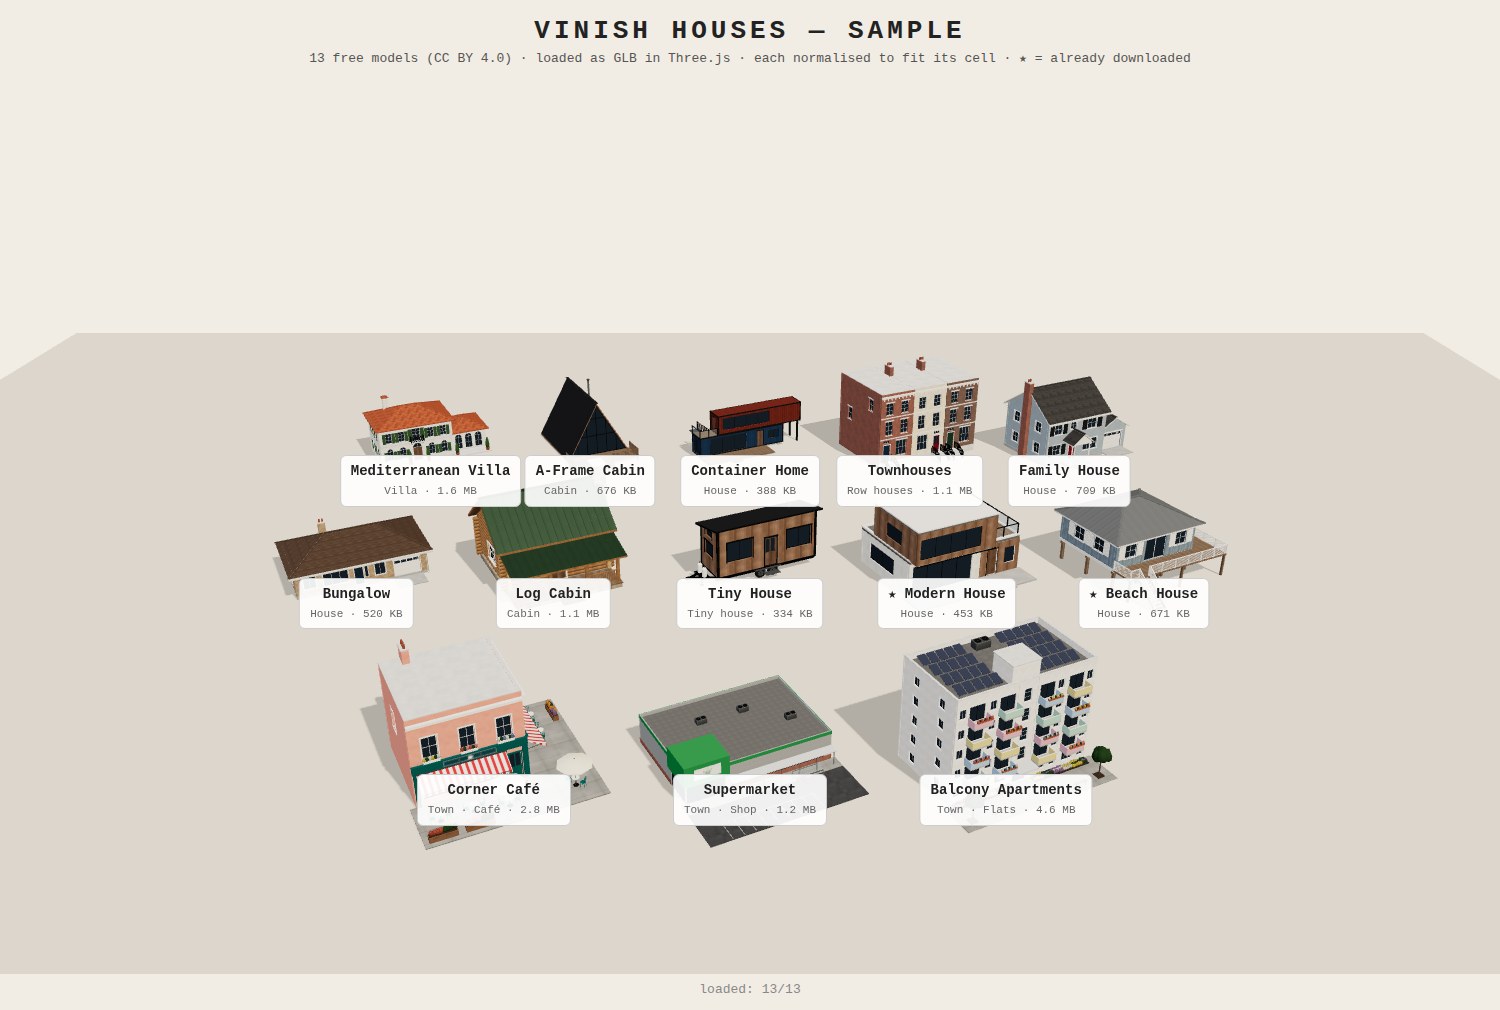 VINISH HOUSES — SAMPLE
13 free models (CC BY 4.0) · loaded as GLB in Three.js · each normalised to fit its cell · ★ = already downloaded
Mediterranean Villa
Villa · 1.6 MB
A-Frame Cabin
Cabin · 676 KB
Container Home
House · 388 KB
Townhouses
Row houses · 1.1 MB
Family House
House · 709 KB
Bungalow
House · 520 KB
Log Cabin
Cabin · 1.1 MB
Tiny House
Tiny house · 334 KB
★ Modern House
House · 453 KB
★ Beach House
House · 671 KB
Corner Café
Town · Café · 2.8 MB
Supermarket
Town · Shop · 1.2 MB
Balcony Apartments
Town · Flats · 4.6 MB
loaded: 13/13